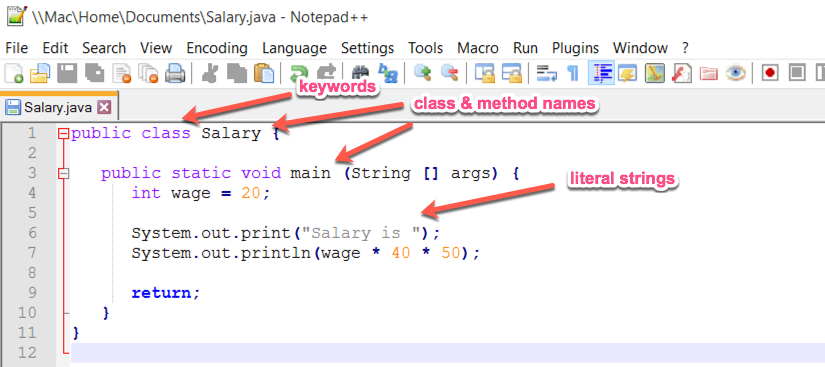 \\Mac\Home\Documents\Salary.java - Notepad++
File Edit Search View Encoding Language Settings Tools Macro Run Plugins Window ?
keywords
Salary.java
class & method names
1 public class Salary {
2
3 public static void main (String [] args) {
literal strings
4 int wage = 20;
5
6 System.out.print("Salary is ");
7 System.out.println(wage * 40 * 50);
8
9 return;
10 }
11 }
12